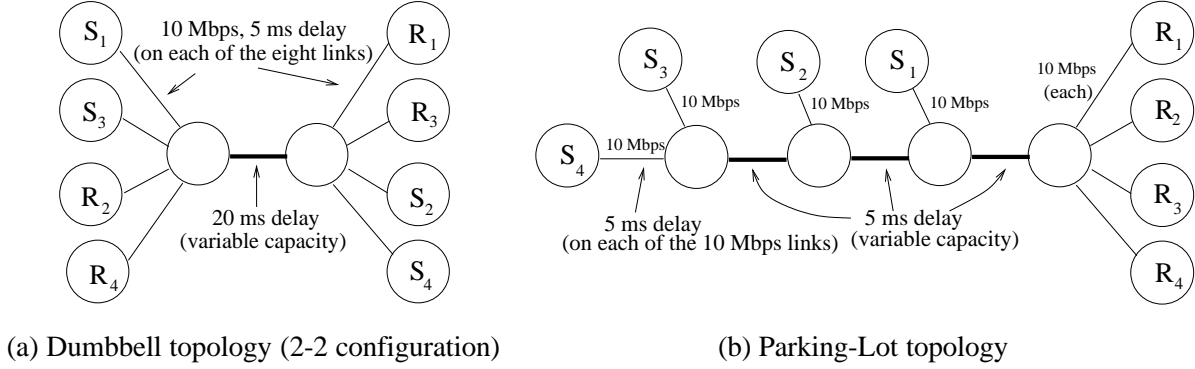 S1
10 Mbps, 5 ms delay
(on each of the eight links)
R1
S3
R3
R2
S2
20 ms delay
(variable capacity)
R4
S4
(a) Dumbbell topology (2-2 configuration)
S3
S2
S1
10 Mbps
(each)
R1
10 Mbps
10 Mbps
10 Mbps
R2
S4
10 Mbps
5 ms delay
(on each of the 10 Mbps links)
5 ms delay
(variable capacity)
R3
R4
(b) Parking-Lot topology